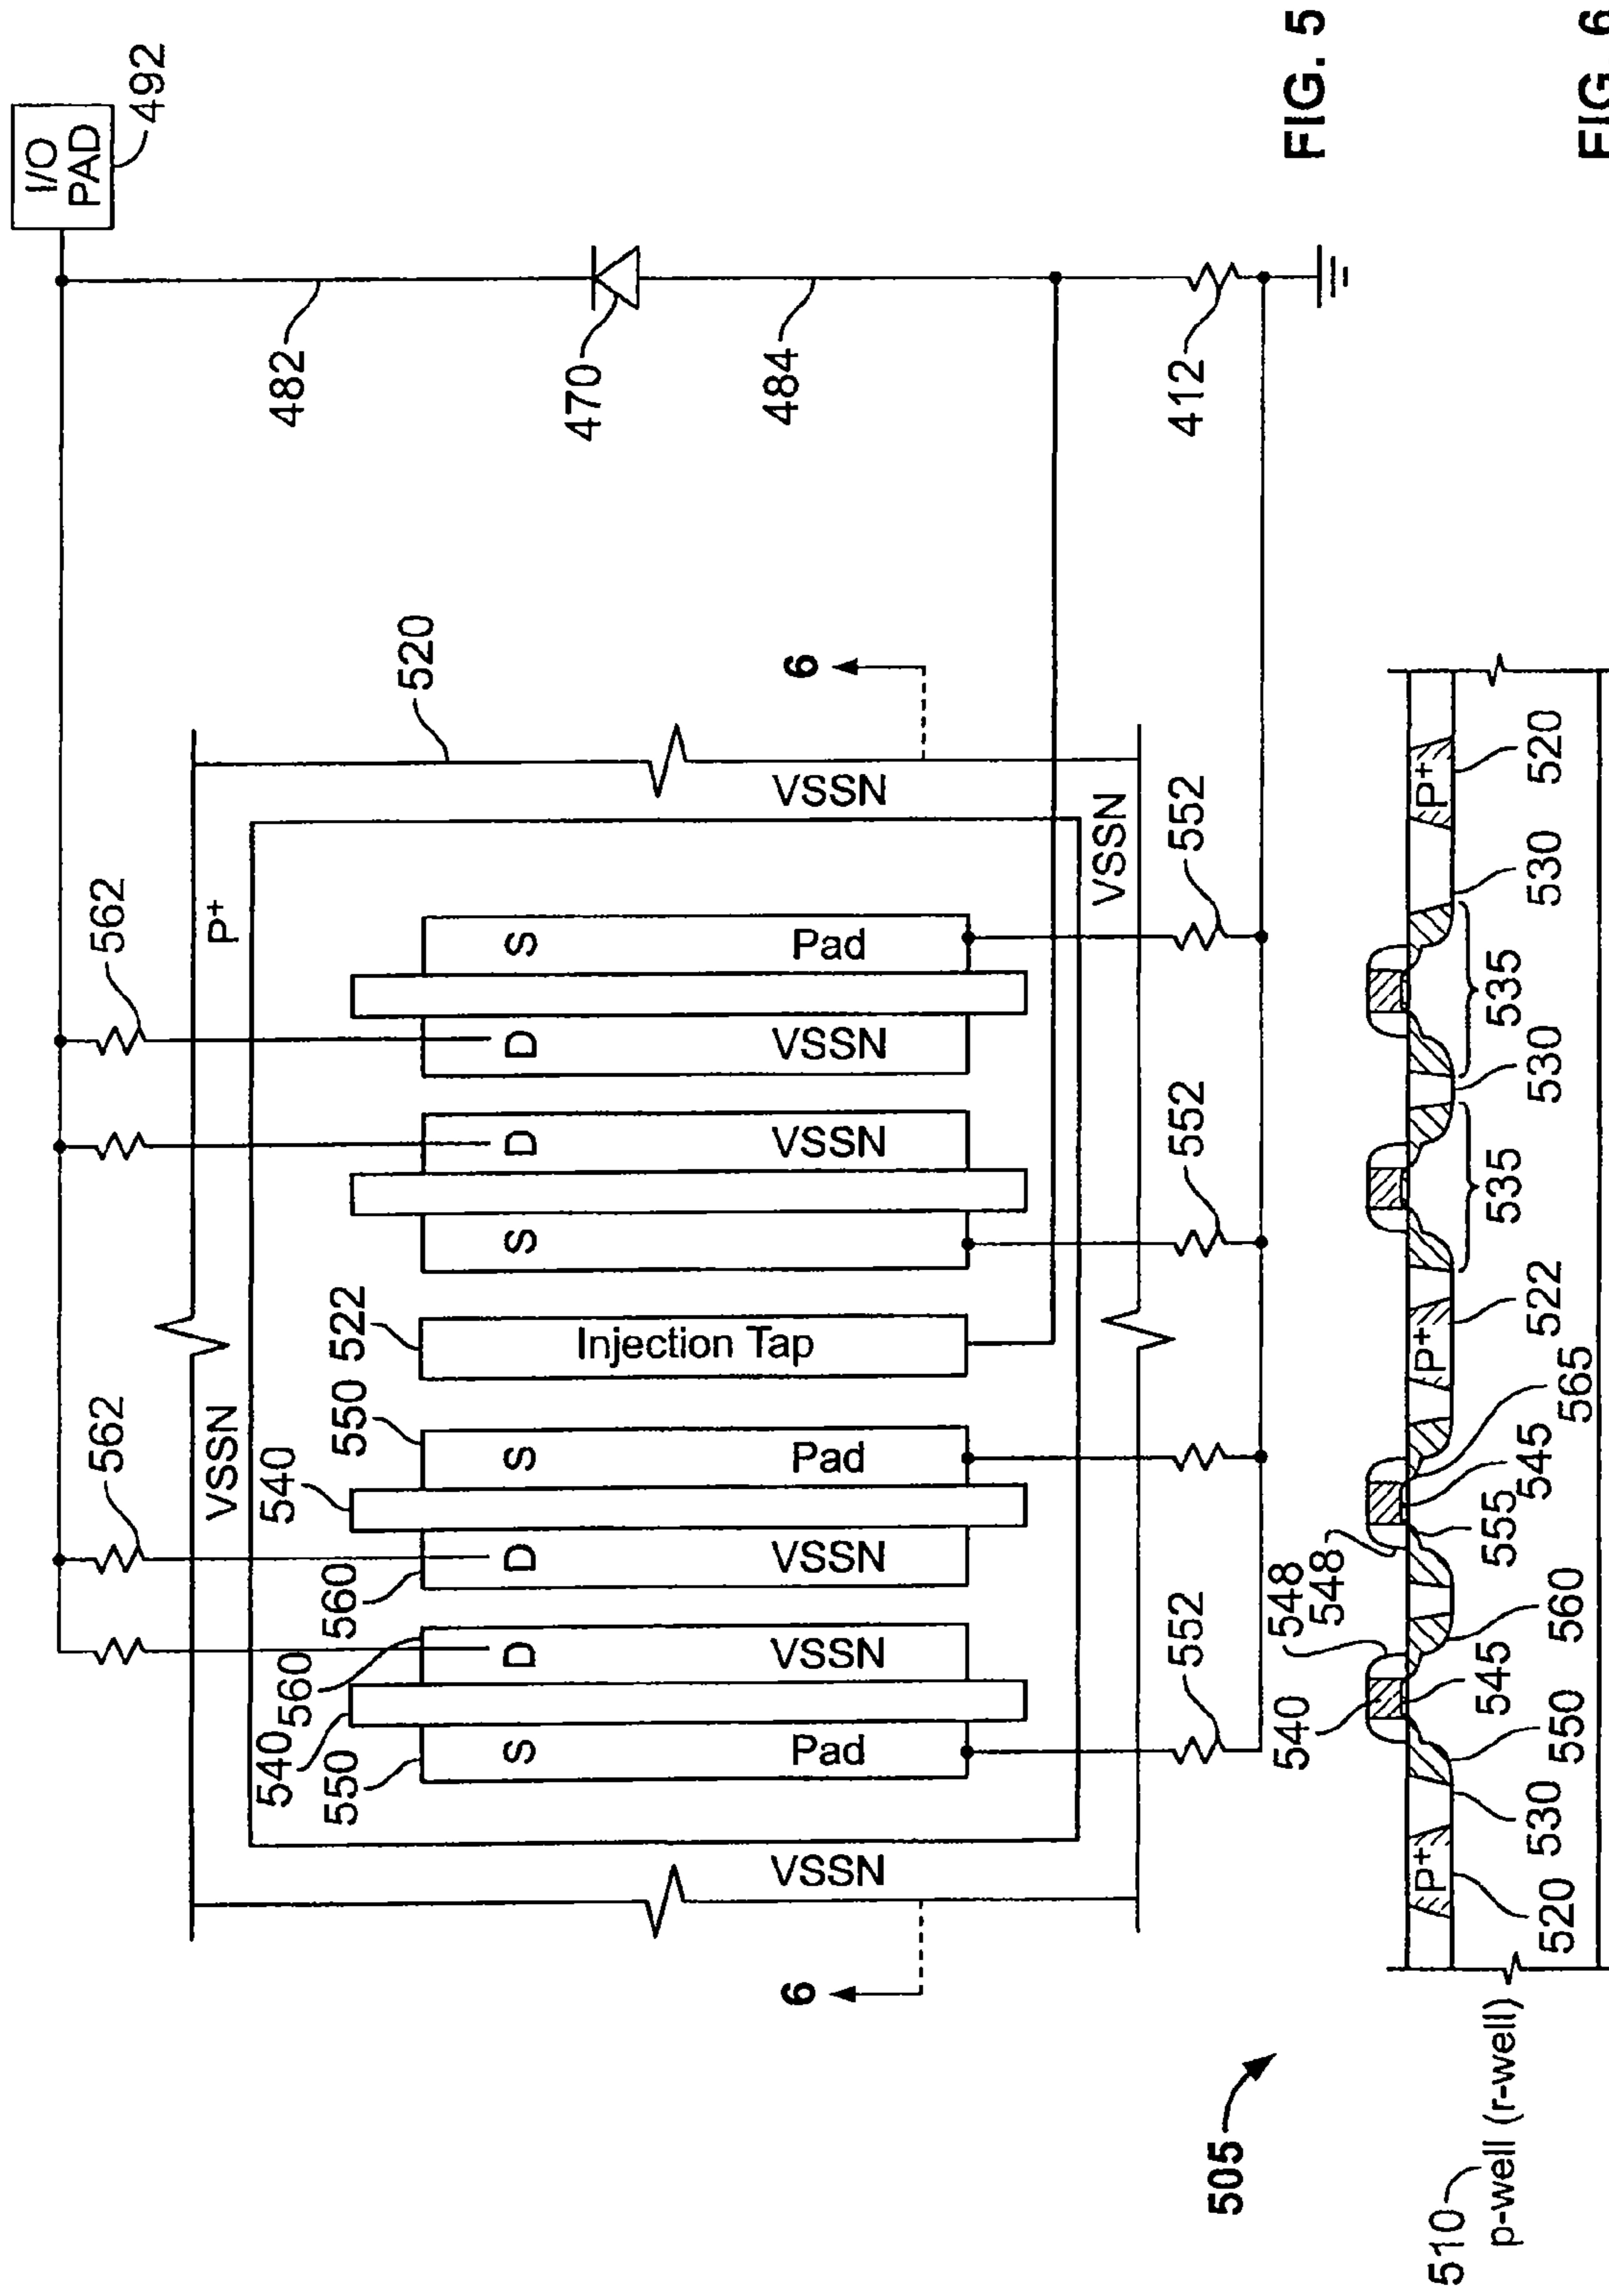 I/O
PAD
492
562
562
VSSN
P+
520
482
540
560
550
540
560
550
522
S
D
D
S
Injection Tap
S
D
D
S
470
Pad
VSSN
VSSN
Pad
VSSN
VSSN
Pad
VSSN
VSSN
6
6
484
VSSN
552
552
552
412
505
FIG. 5
540
548
548
P+
P+
P+
510
p-well (r-well)
520
530
550
545
560
555
545
565
522
535
530
535
530
520
FIG. 6